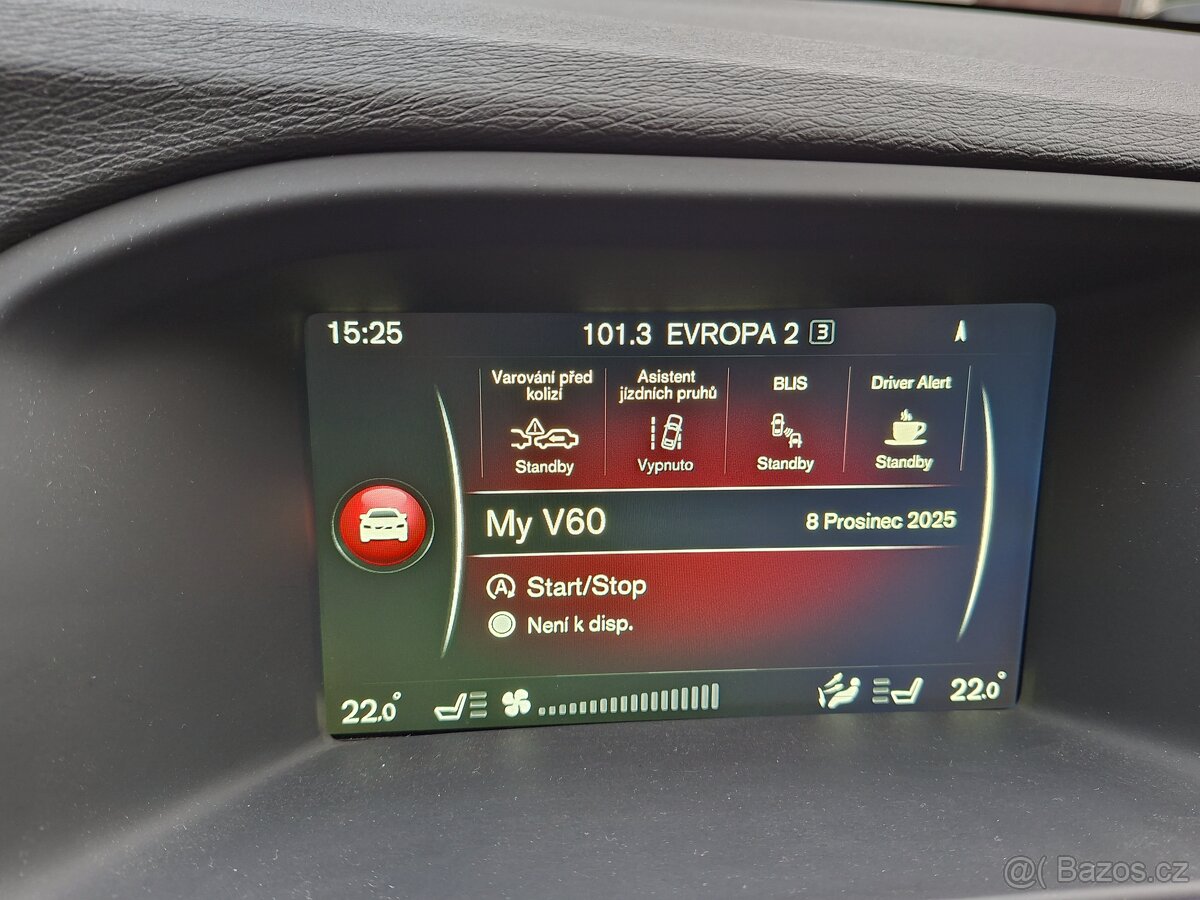 15:25
101.3 EVROPA 2 3
Varování před
kolizí
Standby
Asistent
jízdních pruhů
Vypnuto
BLIS
Standby
Driver Alert
Standby
My V60
8 Prosinec 2025
A Start/Stop
Není k disp.
22.0°
22.0°
@( Bazos.cz